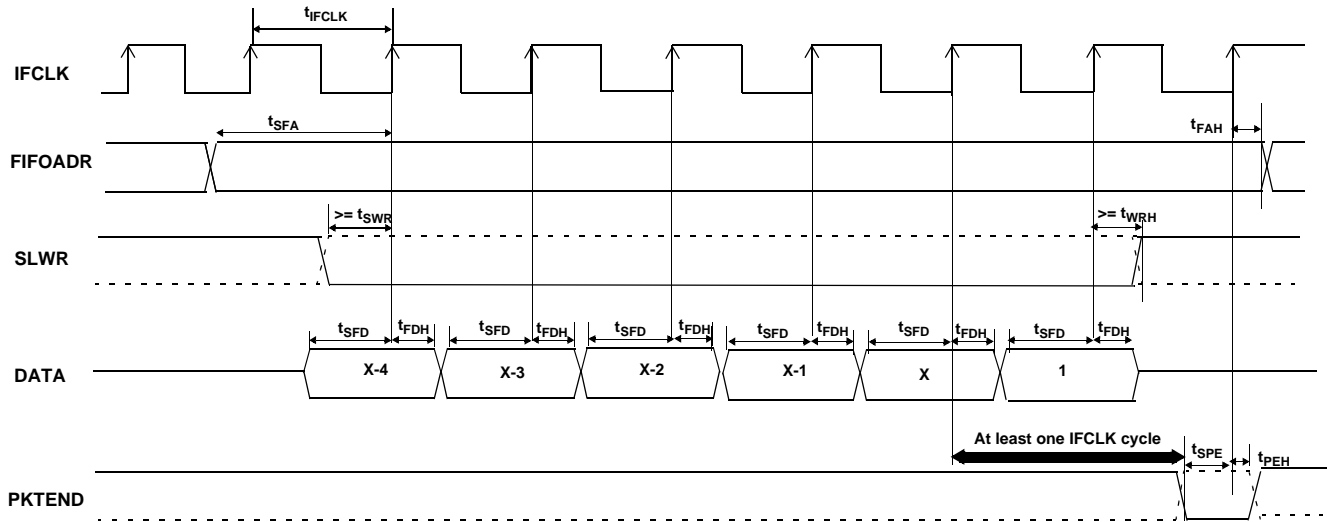 tIFCLK
IFCLK
tSFA
tFAH
FIFOADR
>= tSWR
>= tWRH
SLWR
tSFD tFDH tSFD tFDH tSFD tFDH tSFD tFDH tSFD tFDH tSFD tFDH
DATA X-4 X-3 X-2 X-1 X 1
At least one IFCLK cycle
tSPE
tPEH
PKTEND